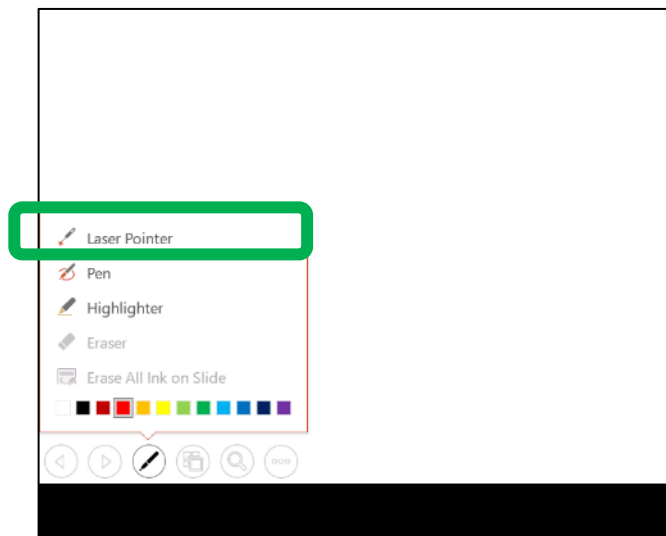 Laser Pointer
Pen
Highlighter
Eraser
Erase All Ink on Slide